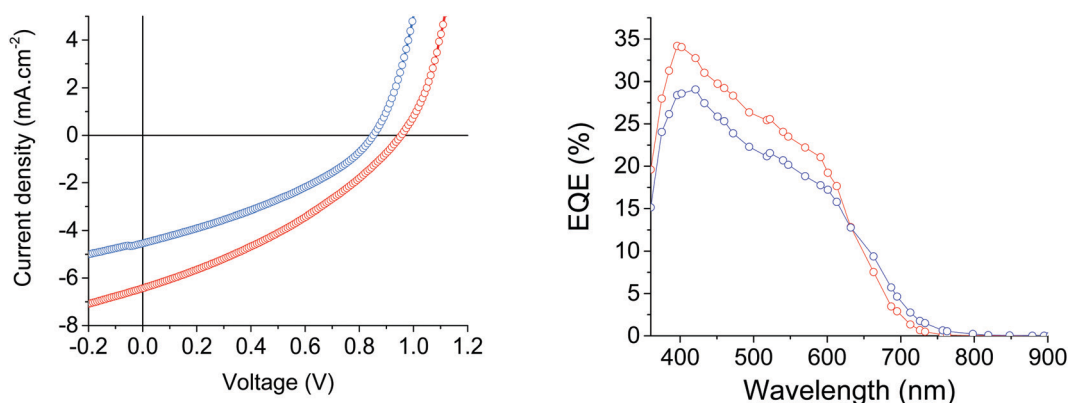 4
2
0
-2
-4
-6
-8
-0.2 0.0 0.2 0.4 0.6 0.8 1.0 1.2
Voltage (V)
Current density (mA.cm-2)
35
30
25
20
15
10
5
0
400 500 600 700 800 900
Wavelength (nm)
EQE (%)